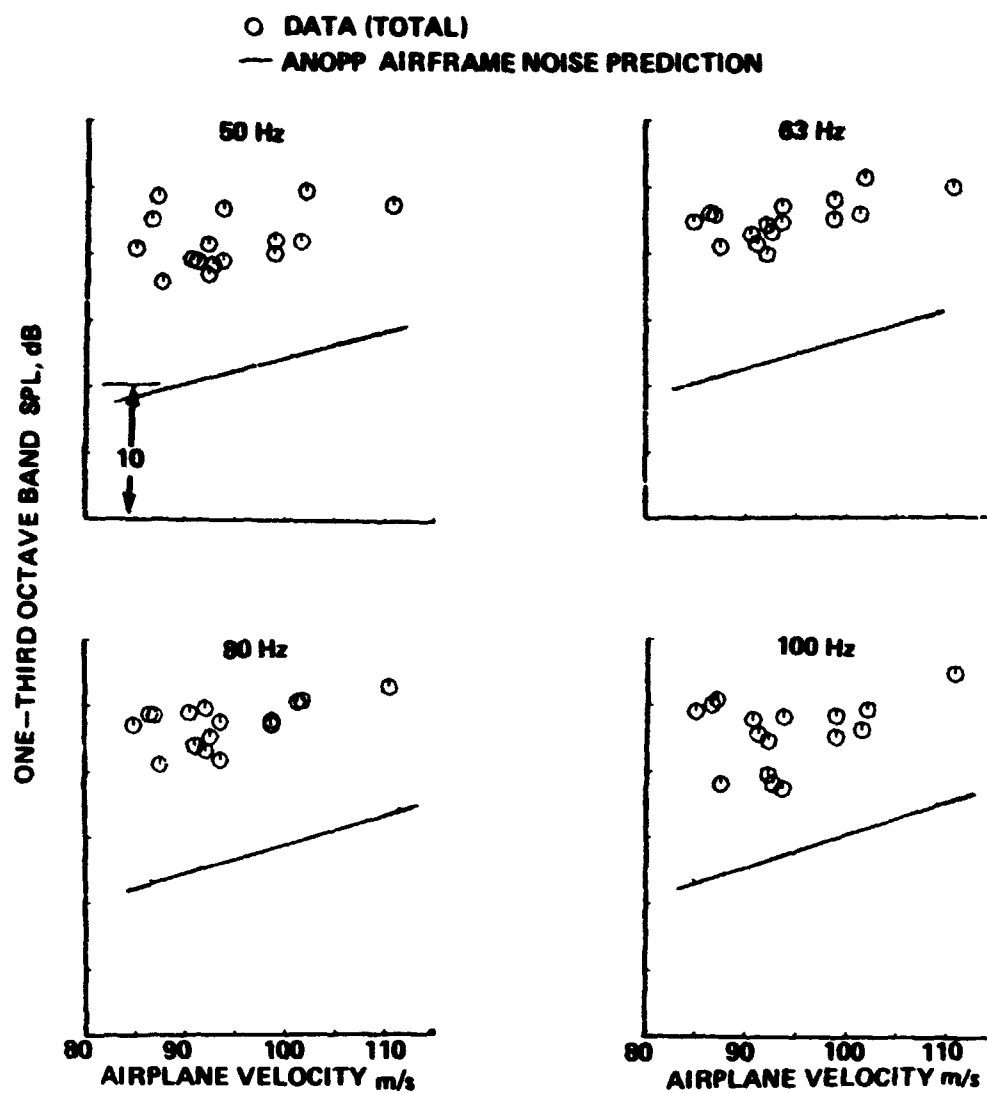 DATA (TOTAL)
ANOPP AIRFRAME NOISE PREDICTION
50 Hz
63 Hz
10
ONE-THIRD OCTAVE BAND SPL, dB
80 Hz
100 Hz
80 90 100 110
AIRPLANE VELOCITY m/s
80 90 100 110
AIRPLANE VELOCITY m/s